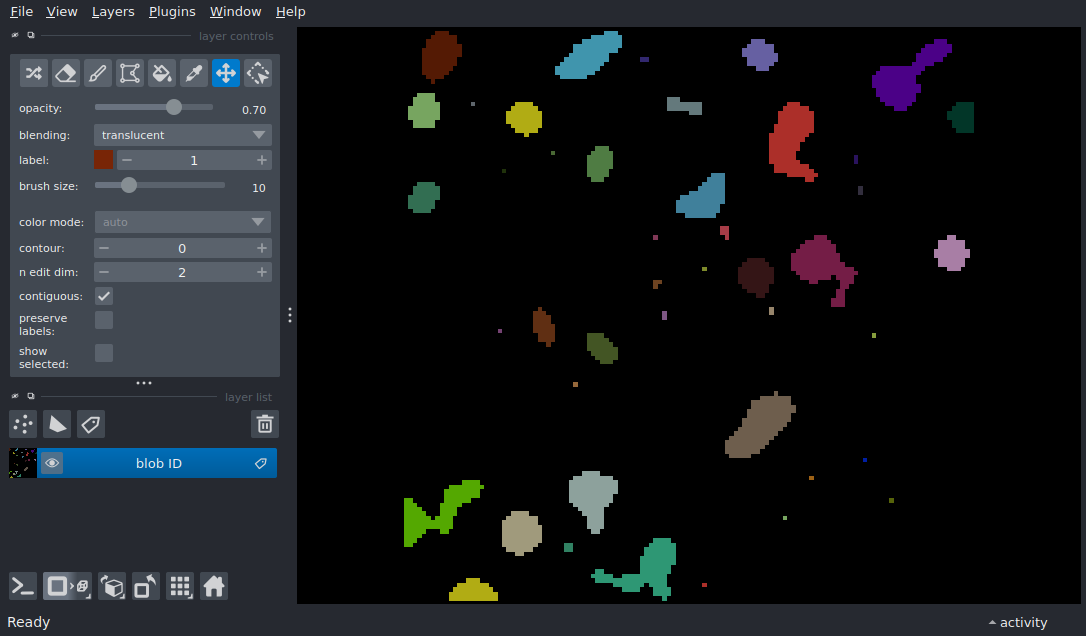 File View Layers Plugins Window Help
layer controls
opacity: 0.70
blending: translucent
label: 1
brush size: 10
color mode: auto
contour: 0
n edit dim: 2
contiguous:
preserve
labels:
show
selected:
layer list
blob ID
Ready
activity